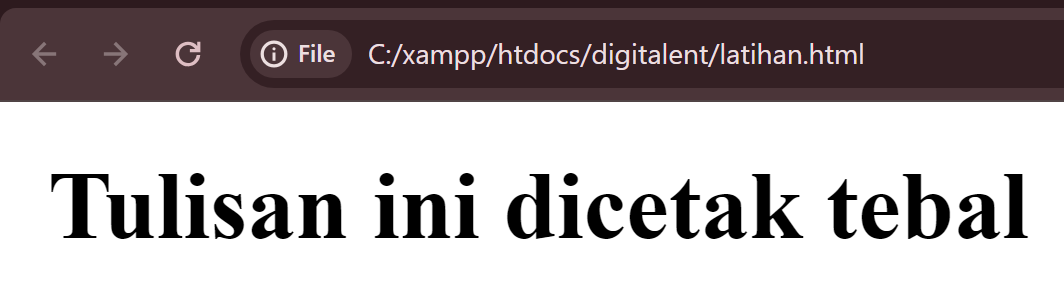 File C:/xampp/htdocs/digitalent/latihan.html
Tulisan ini dicetak tebal